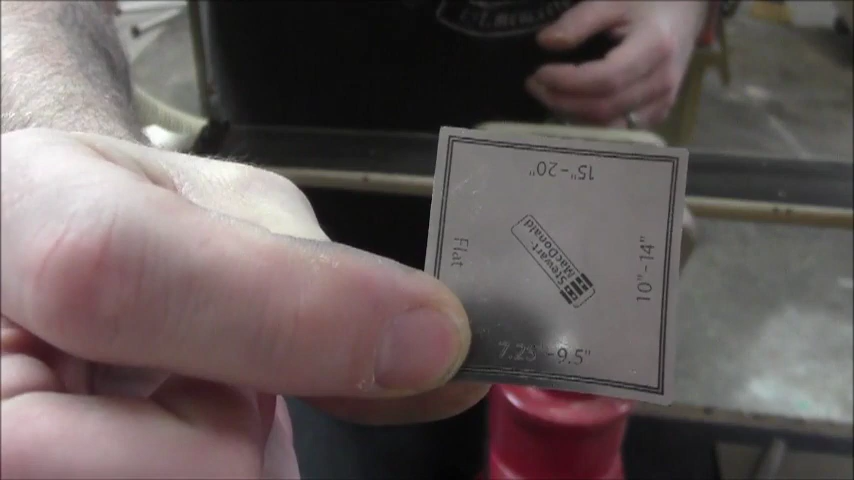 15"-20"
Flat
Stewart-
MacDonald
10"-14"
7.25"-9.5"